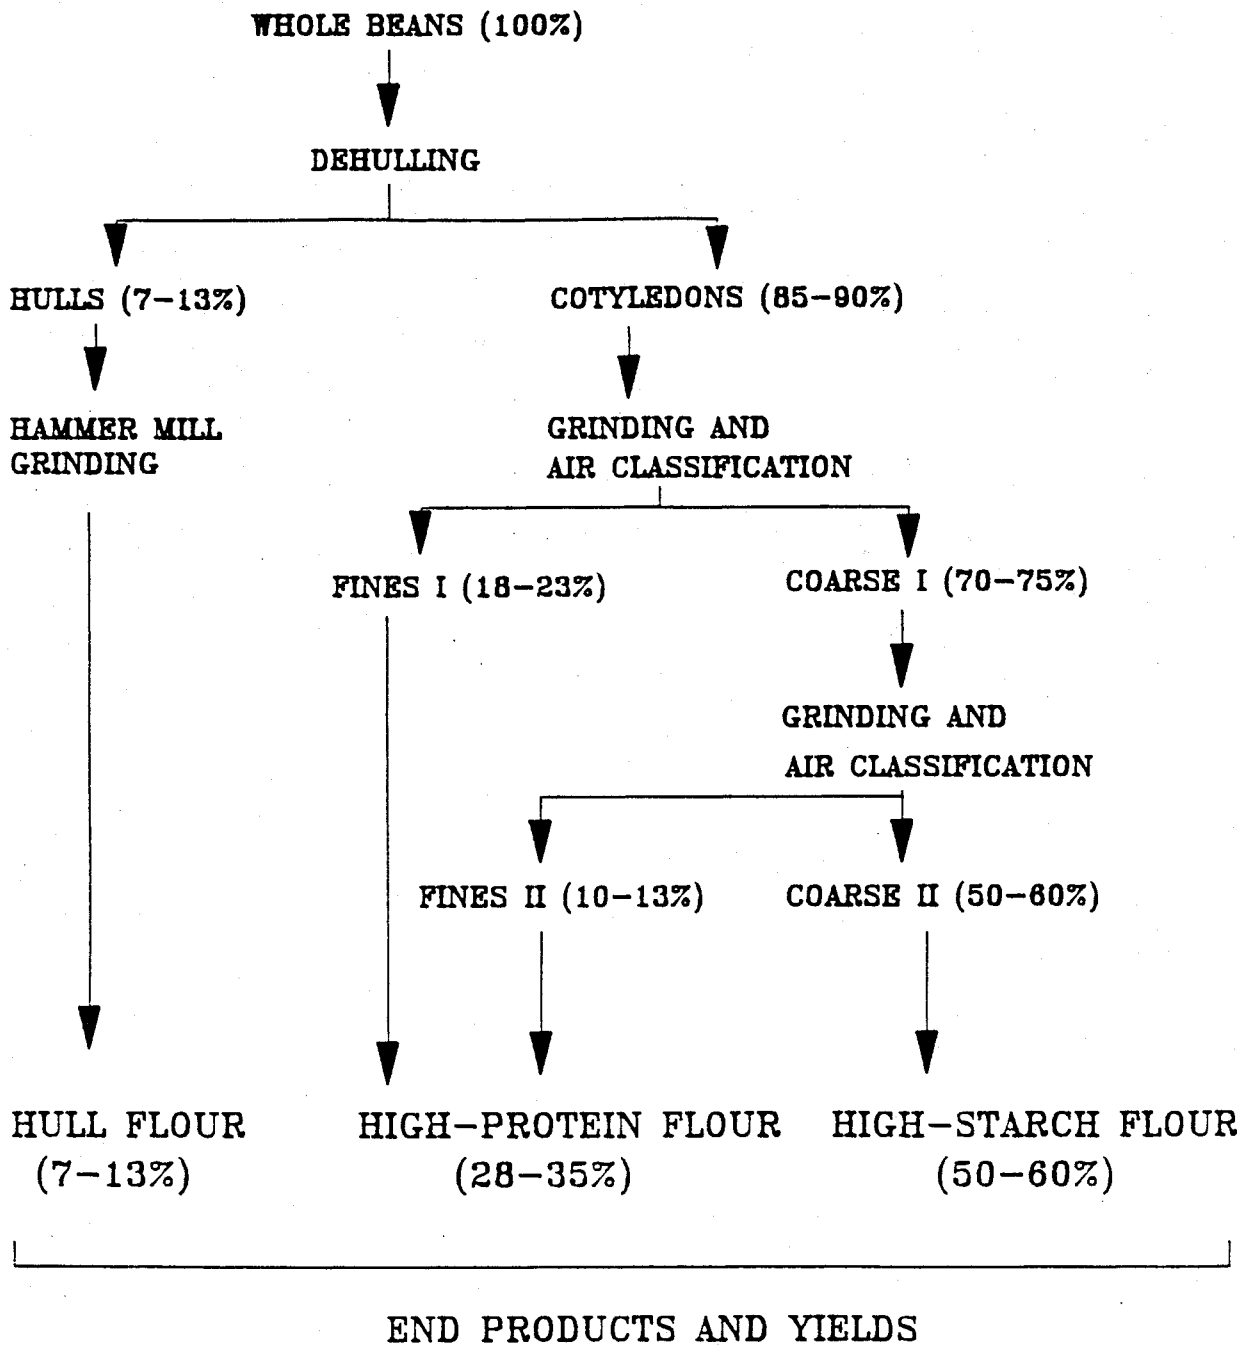 WHOLE BEANS (100%)
DEHULLING
HULLS (7-13%)
COTYLEDONS (85-90%)
HAMMER MILL
GRINDING
GRINDING AND
AIR CLASSIFICATION
FINES I (18-23%)
COARSE I (70-75%)
GRINDING AND
AIR CLASSIFICATION
FINES II (10-13%)
COARSE II (50-60%)
HULL FLOUR
(7-13%)
HIGH-PROTEIN FLOUR
(28-35%)
HIGH-STARCH FLOUR
(50-60%)
END PRODUCTS AND YIELDS